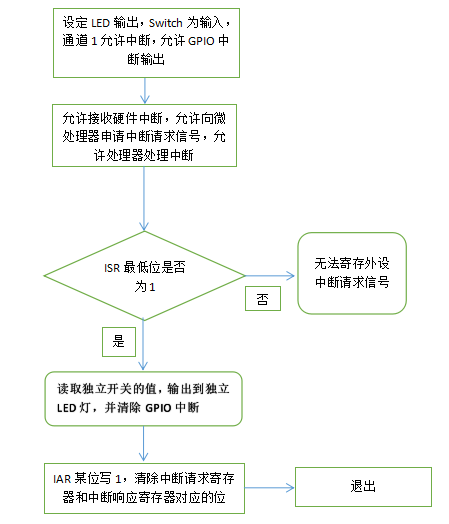 设定 LED 输出，Switch 为输入，
通道 1 允许中断，允许 GPIO 中
断输出
允许接收硬件中断，允许向微
处理器申请中断请求信号，允
许处理器处理中断
ISR 最低位是否
为 1
无法寄存外设
中断请求信号
否
是
读取独立开关的值，输出到独立
LED 灯，并清除 GPIO 中断
IAR 某位写 1，清除中断请求寄存
器和中断响应寄存器对应的位
退出